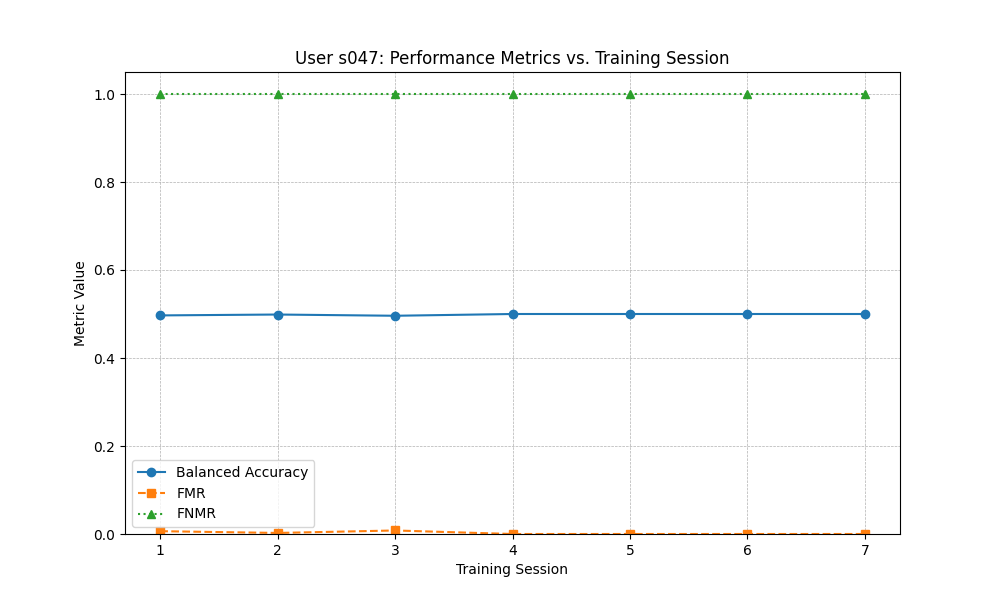 User s047: Performance Metrics vs. Training Session
Metric Value
1.0
0.8
0.6
0.4
0.2
0.0
Balanced Accuracy
FMR
FNMR
1 2 3 4 5 6 7
Training Session